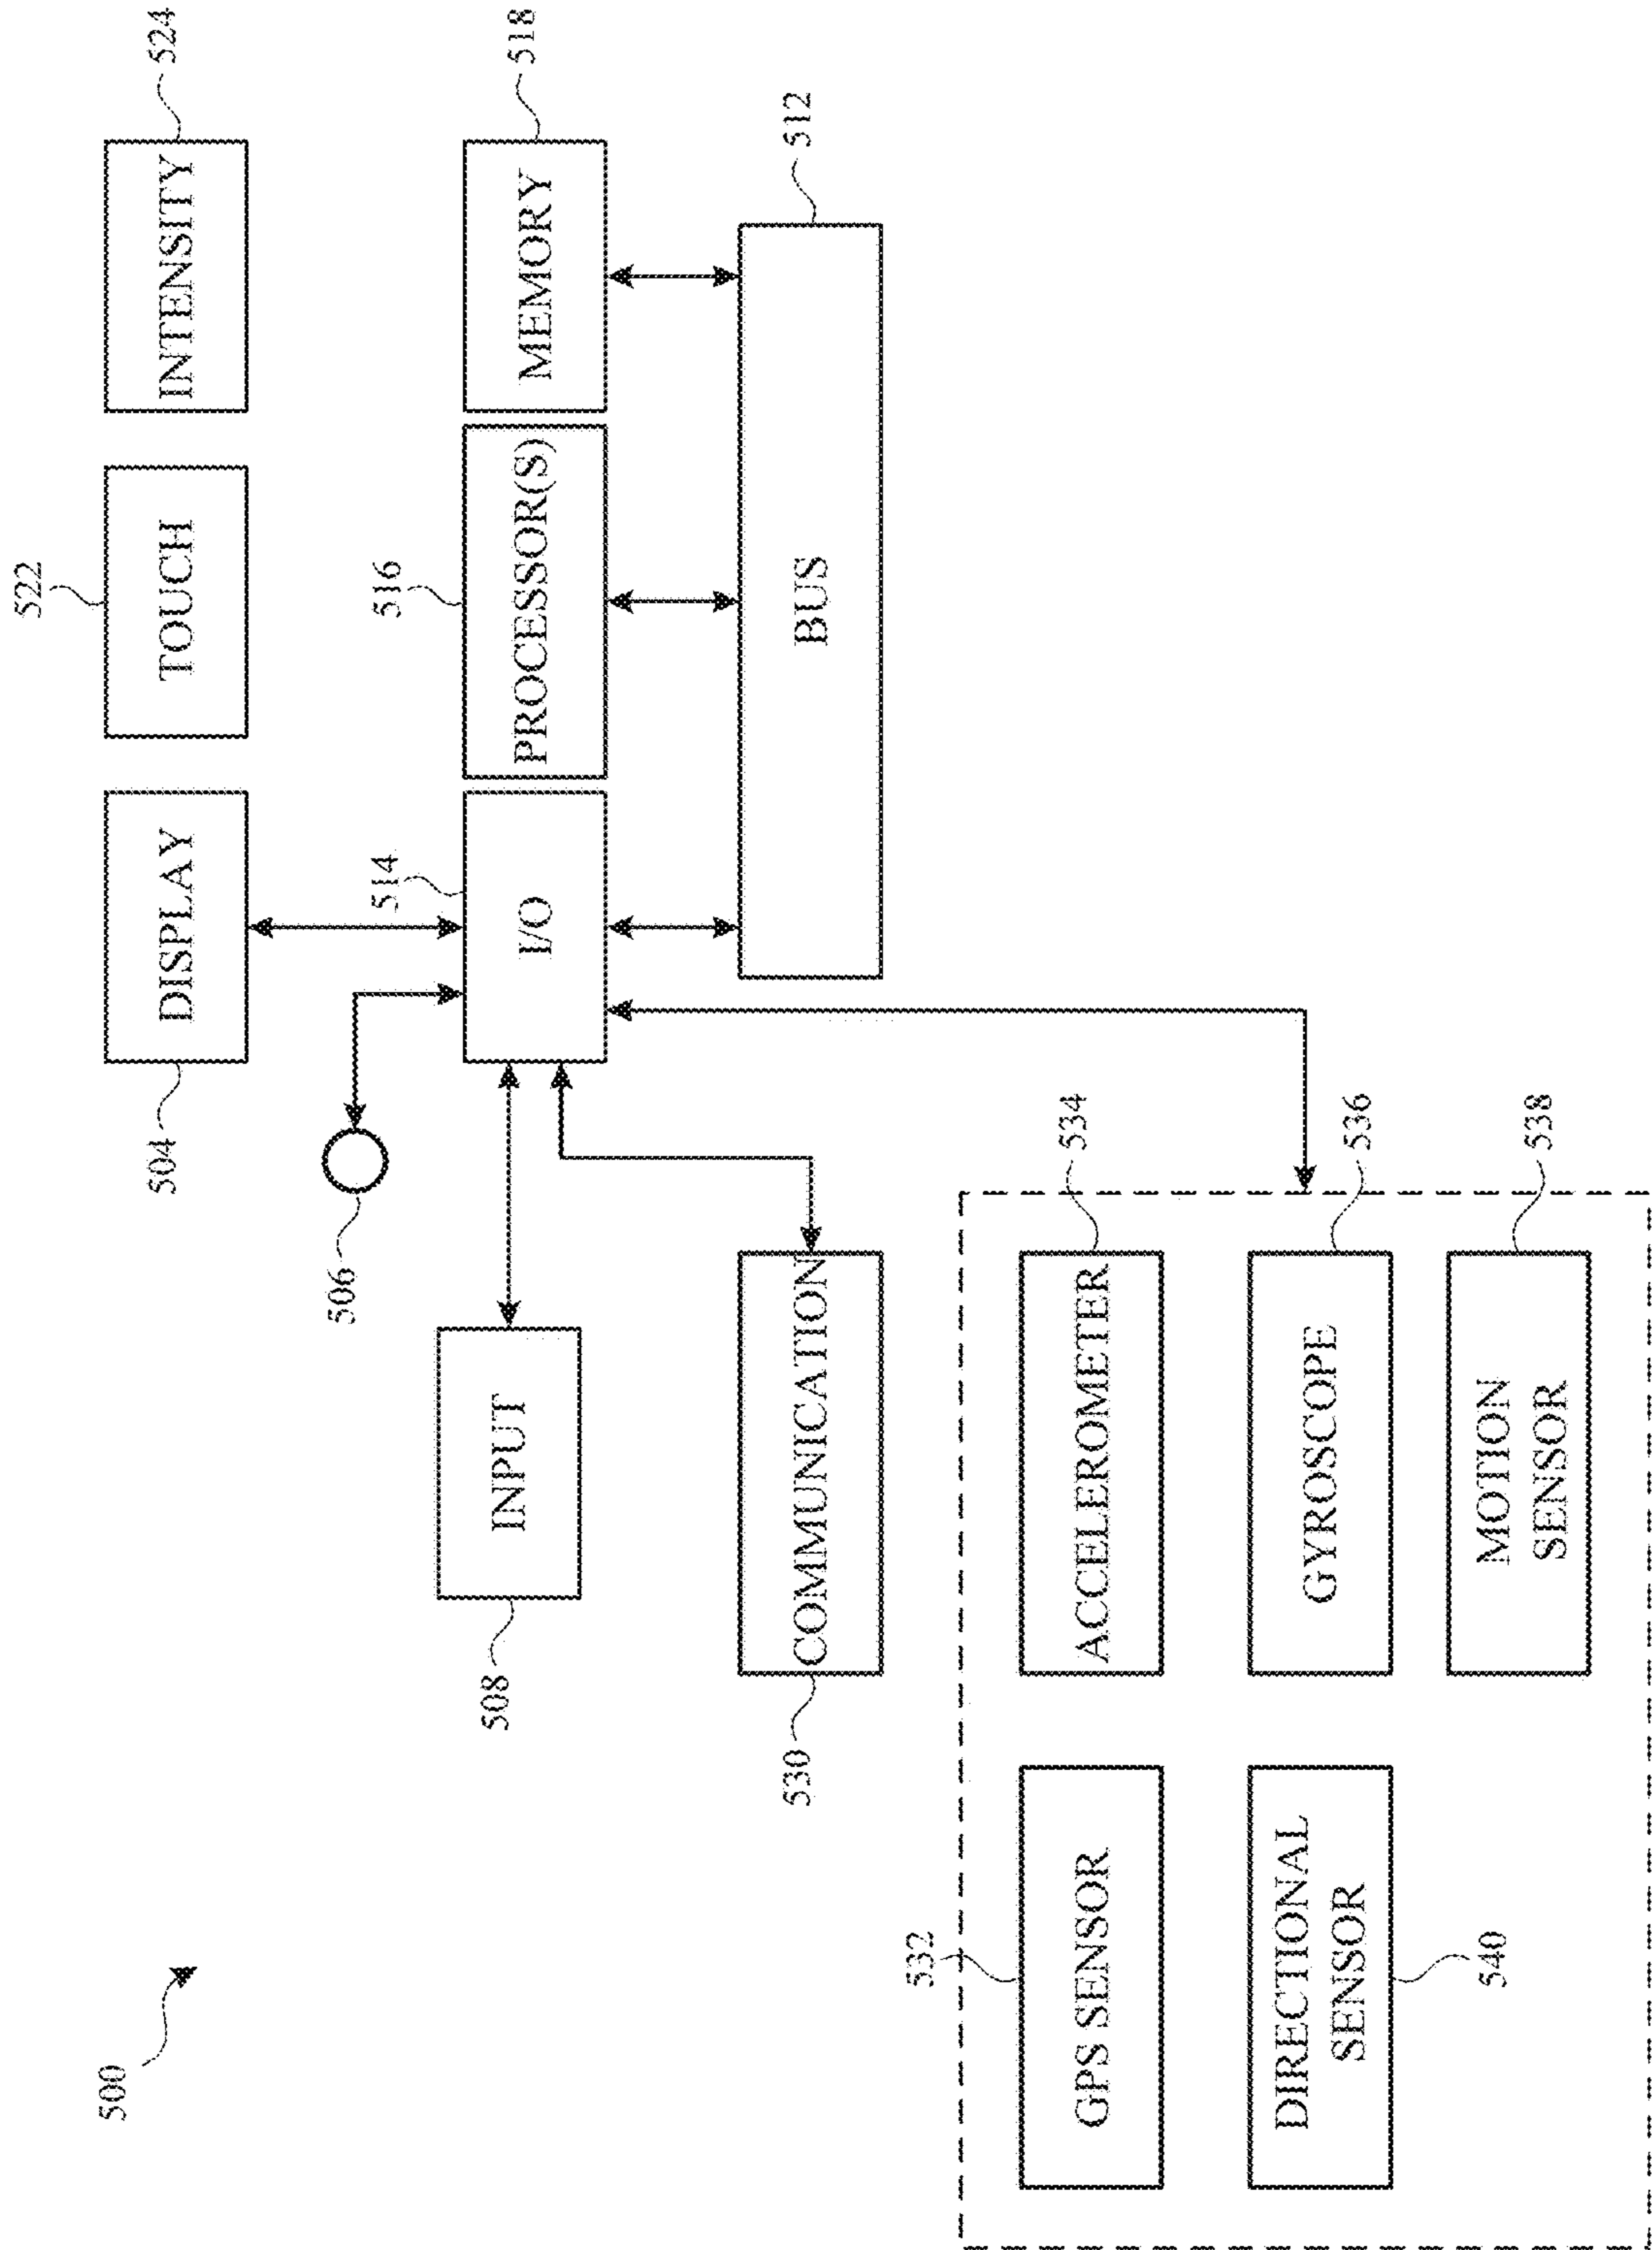 500
504
DISPLAY
522
TOUCH
INTENSITY
524
506
514
I/O
516
PROCESSOR(S)
MEMORY
518
508
INPUT
BUS
512
530
COMMUNICATION
532
GPS SENSOR
ACCELEROMETER
534
DIRECTIONAL
SENSOR
540
GYROSCOPE
536
MOTION
SENSOR
538